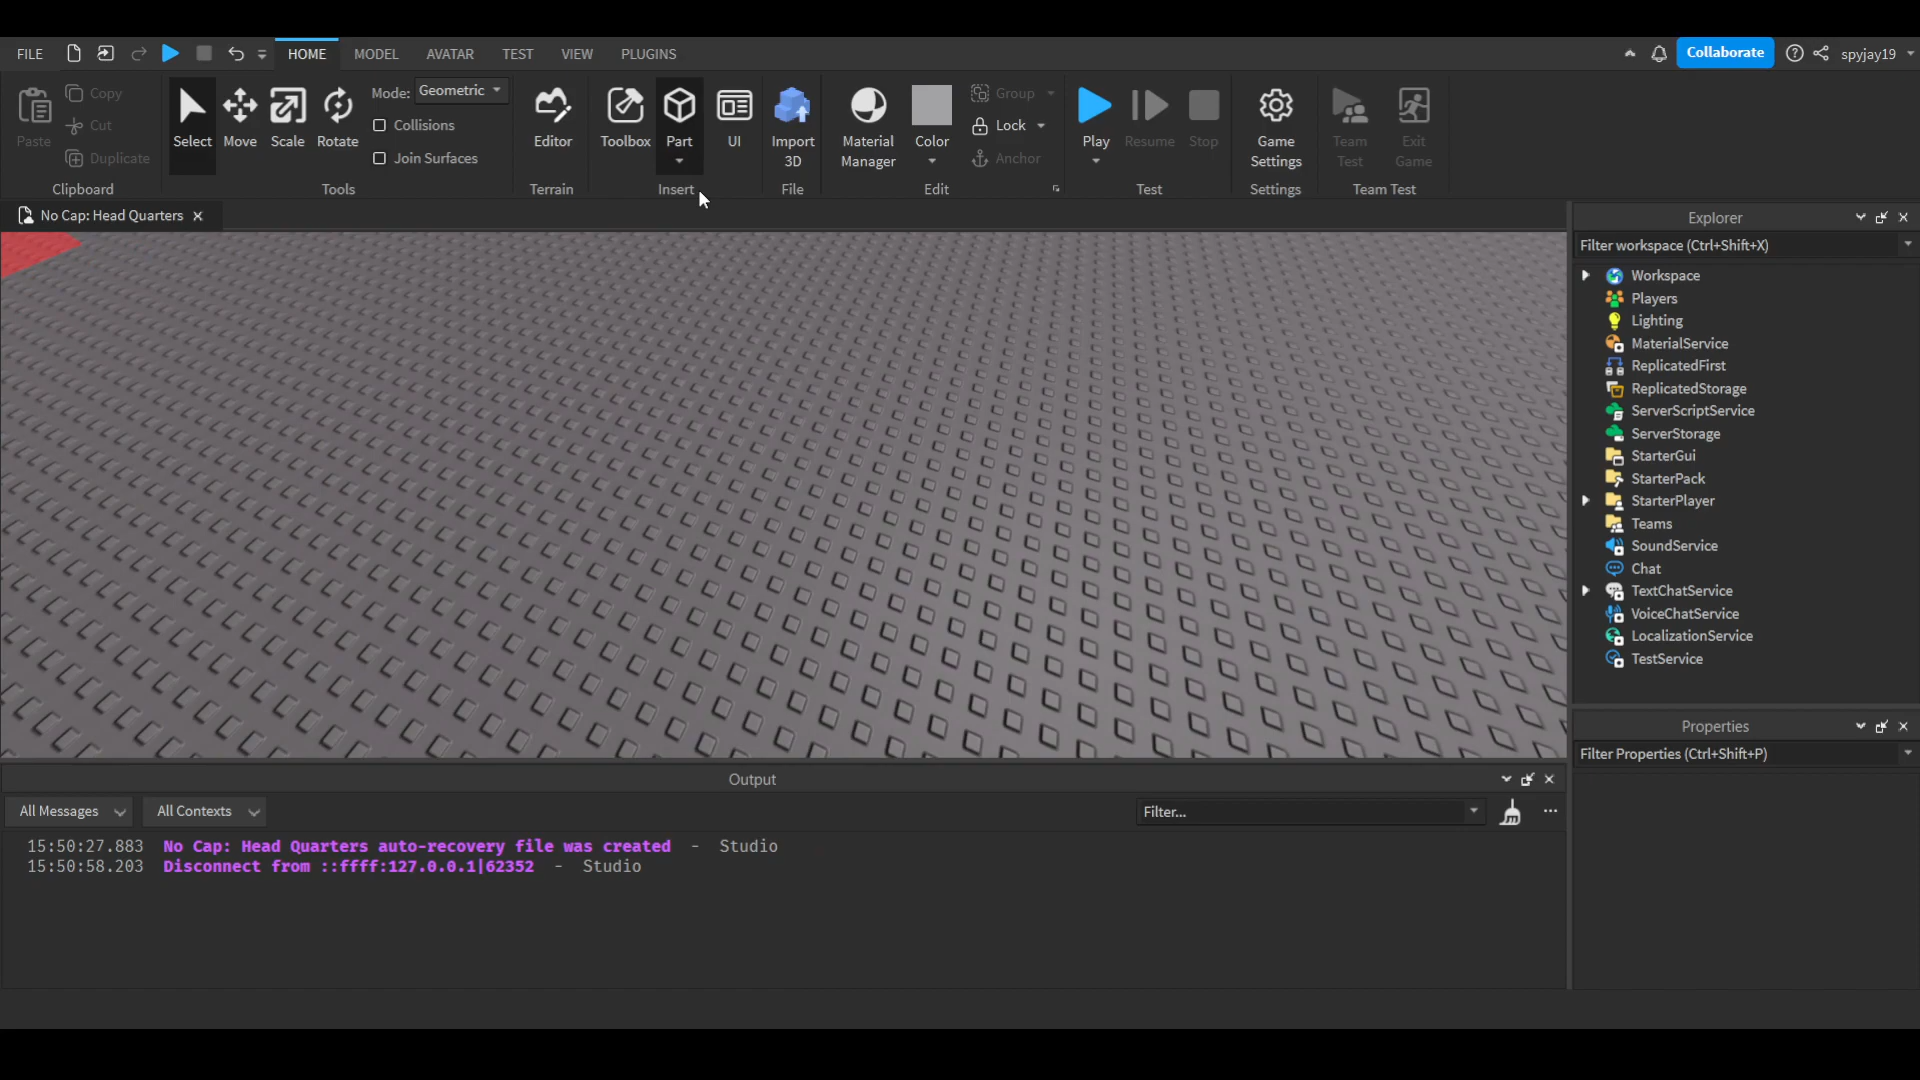 FILE HOME MODEL AVATAR TEST VIEW PLUGINS Collaborate spyjay19
Paste Copy Cut Duplicate Clipboard
Select Move Scale Rotate Mode: Geometric
Collisions
Join Surfaces
Tools
Editor
Terrain
Toolbox Part UI
Insert
Import 3D
File
Material Manager Color Group Lock Anchor
Edit
Play Resume Stop
Test
Game Settings
Settings
Team Test Exit Game
Team Test
No Cap: Head Quarters
Explorer
Filter workspace (Ctrl+Shift+X)
Workspace
Players
Lighting
MaterialService
ReplicatedFirst
ReplicatedStorage
ServerScriptService
ServerStorage
StarterGui
StarterPack
StarterPlayer
Teams
SoundService
Chat
TextChatService
VoiceChatService
LocalizationService
TestService
Properties
Filter Properties (Ctrl+Shift+P)
Output
All Messages All Contexts Filter...
15:50:27.883 No Cap: Head Quarters auto-recovery file was created - Studio
15:50:58.203 Disconnect from ::ffff:127.0.0.1|62352 - Studio